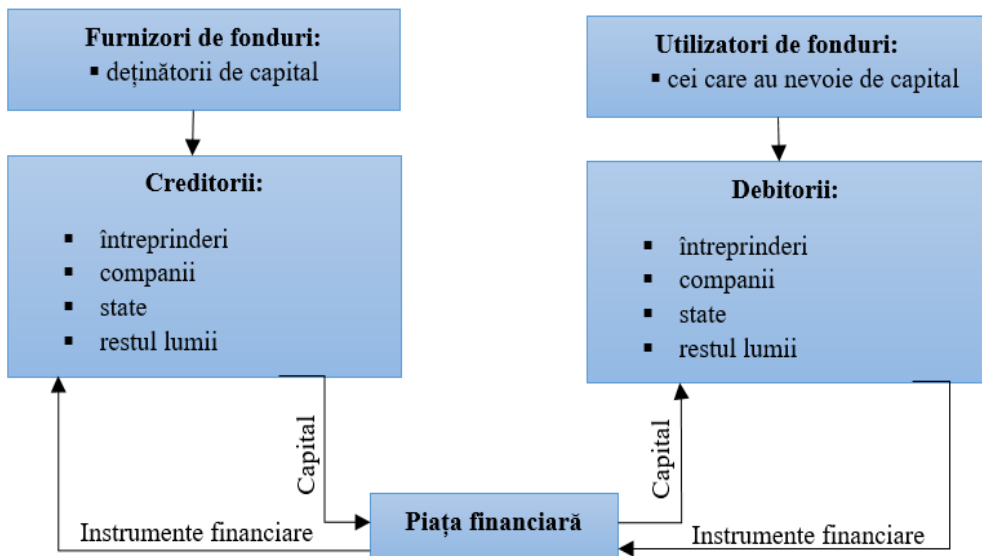 Furnizori de fonduri:
▪ deținătorii de capital
Utilizatori de fonduri:
▪ cei care au nevoie de capital
Creditorii:
▪ întreprinderi
▪ companii
▪ state
▪ restul lumii
Debitorii:
▪ întreprinderi
▪ companii
▪ state
▪ restul lumii
Capital
Capital
Instrumente financiare
Piața financiară
Instrumente financiare